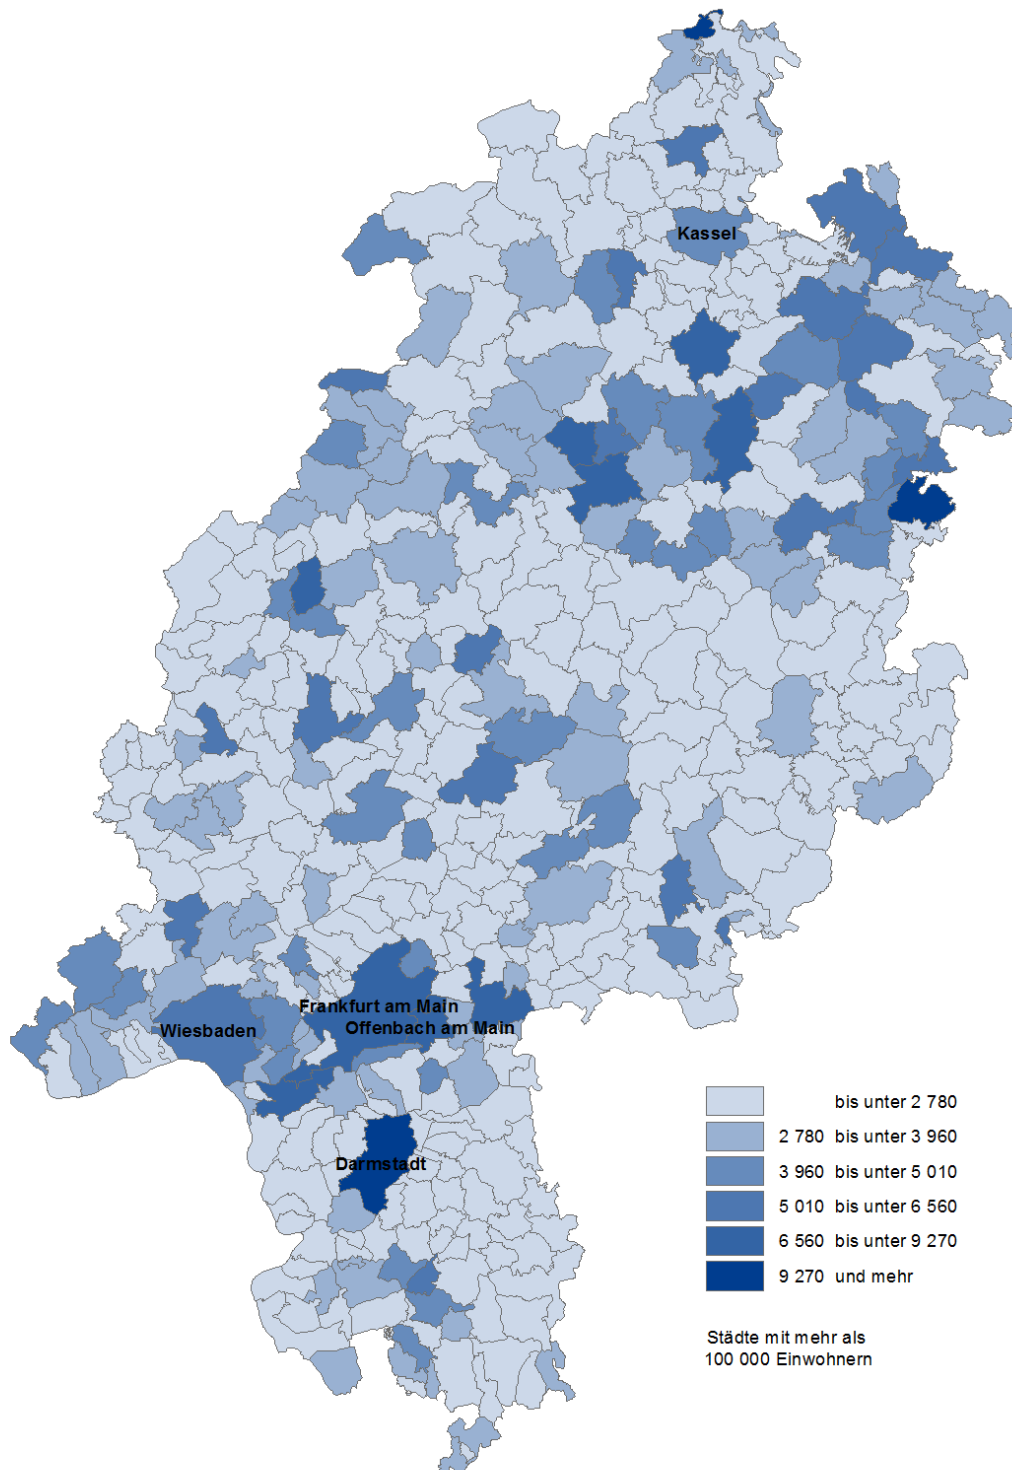 Kassel
Frankfurt am Main
Offenbach am Main
Wiesbaden
Darmstadt
bis unter 2 780
2 780 bis unter 3 960
3 960 bis unter 5 010
5 010 bis unter 6 560
6 560 bis unter 9 270
9 270 und mehr
Städte mit mehr als
100 000 Einwohnern